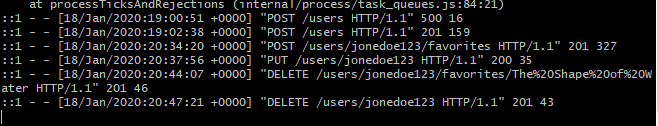 at processTicksAndRejections (internal/process/task_queues.js:84:21)
::1 - - [18/Jan/2020:19:00:51 +0000] "POST /users HTTP/1.1" 500 16
::1 - - [18/Jan/2020:19:02:38 +0000] "POST /users HTTP/1.1" 201 159
::1 - - [18/Jan/2020:20:34:20 +0000] "POST /users/jonedoe123/favorites HTTP/1.1" 201 327
::1 - - [18/Jan/2020:20:37:56 +0000] "PUT /users/jonedoe123 HTTP/1.1" 200 35
::1 - - [18/Jan/2020:20:44:07 +0000] "DELETE /users/jonedoe123/favorites/The%20Shape%20of%20W
ater HTTP/1.1" 201 46
::1 - - [18/Jan/2020:20:47:21 +0000] "DELETE /users/jonedoe123 HTTP/1.1" 201 43